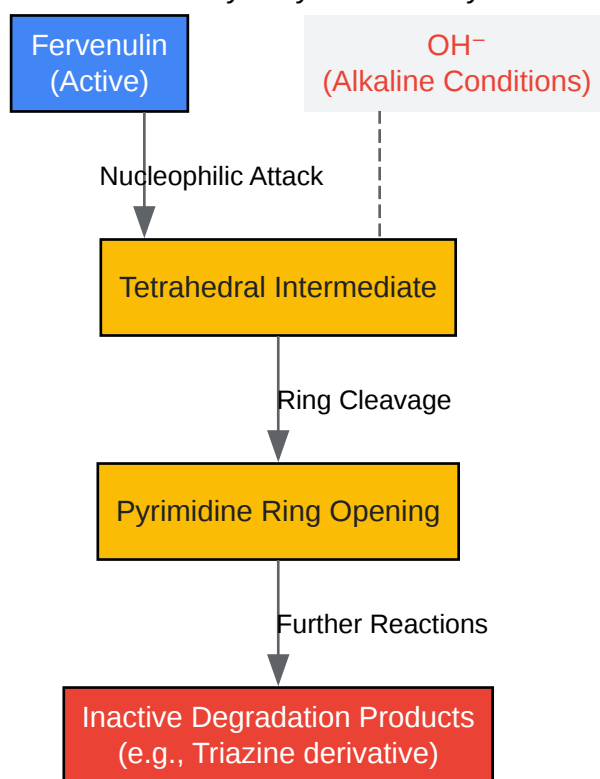 Fervenulin
(Active)
OH⁻
(Alkaline Conditions)
Nucleophilic Attack
Tetrahedral Intermediate
Ring Cleavage
Pyrimidine Ring Opening
Further Reactions
Inactive Degradation Products
(e.g., Triazine derivative)